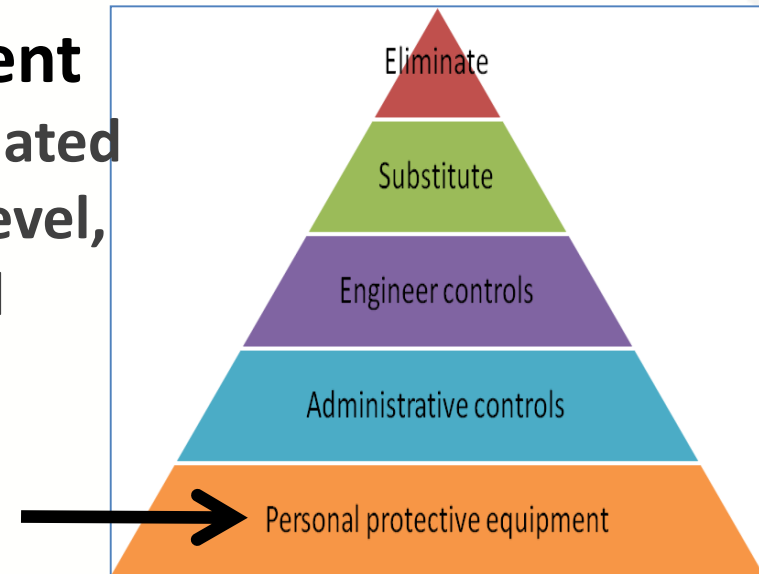 ent
ated
evel,
Eliminate
Substitute
Engineer controls
Administrative controls
Personal protective equipment